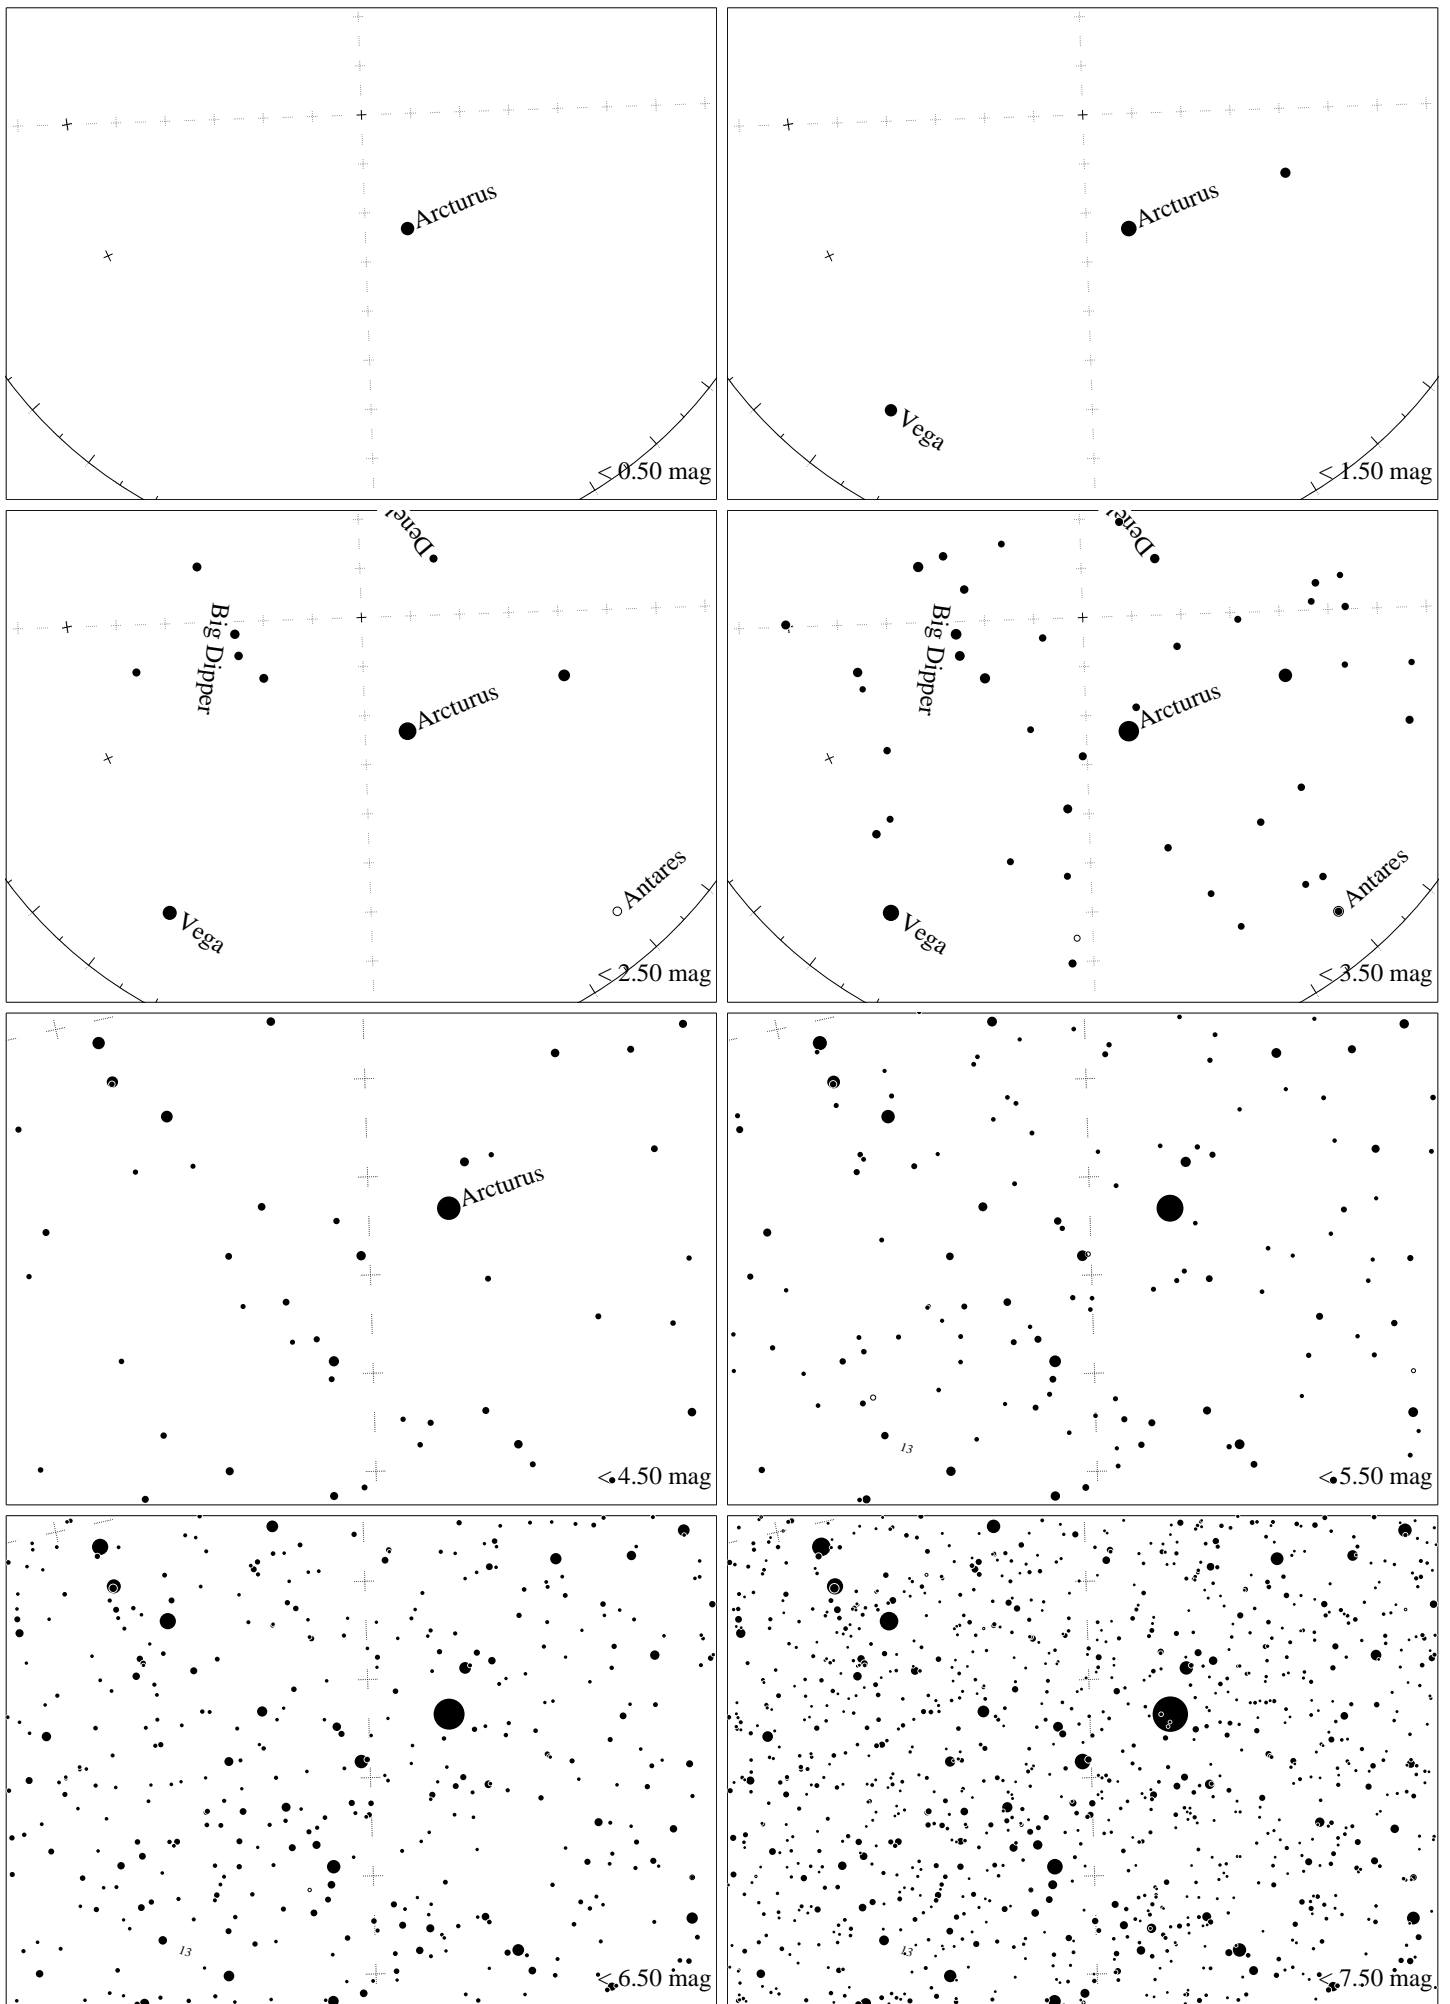 Arcturus
< 0.50 mag
Arcturus
Vega
< 1.50 mag
Big Dipper
Arcturus
Vega
Antares
< 2.50 mag
Big Dipper
Arcturus
Vega
Antares
< 3.50 mag
Arcturus
< 4.50 mag
13
< 5.50 mag
13
< 6.50 mag
13
< 7.50 mag